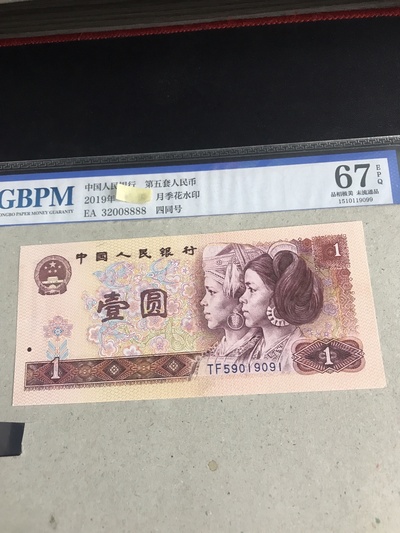 中国人民银行 第五套人民币
67
EPQ
GBPM
2019年 月季花水印
品相极美 未流通品
EA 32008888 四同号
1510119099
中国人民银行
1
壹圆
1
1
TF59019091